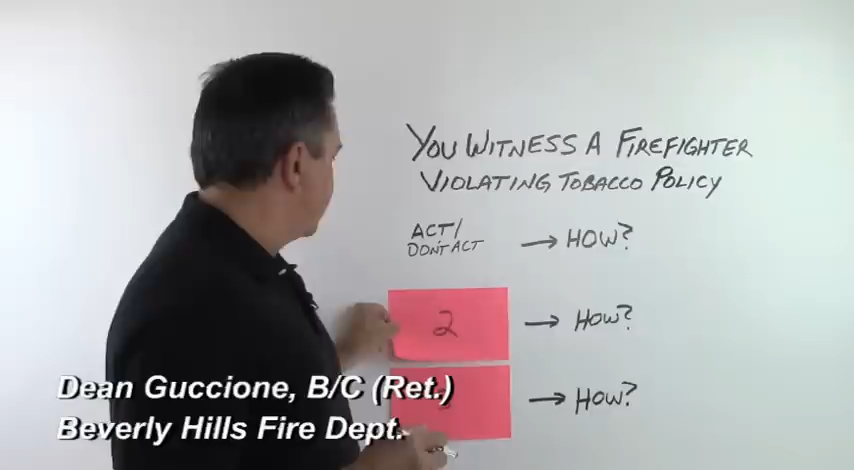 YOU WITNESS A FIREFIGHTER
VIOLATING TOBACCO POLICY
ACT/
DON'T ACT → HOW?
2 → HOW?
→ HOW?
Dean Guccione, B/C (Ret.)
Beverly Hills Fire Dept.